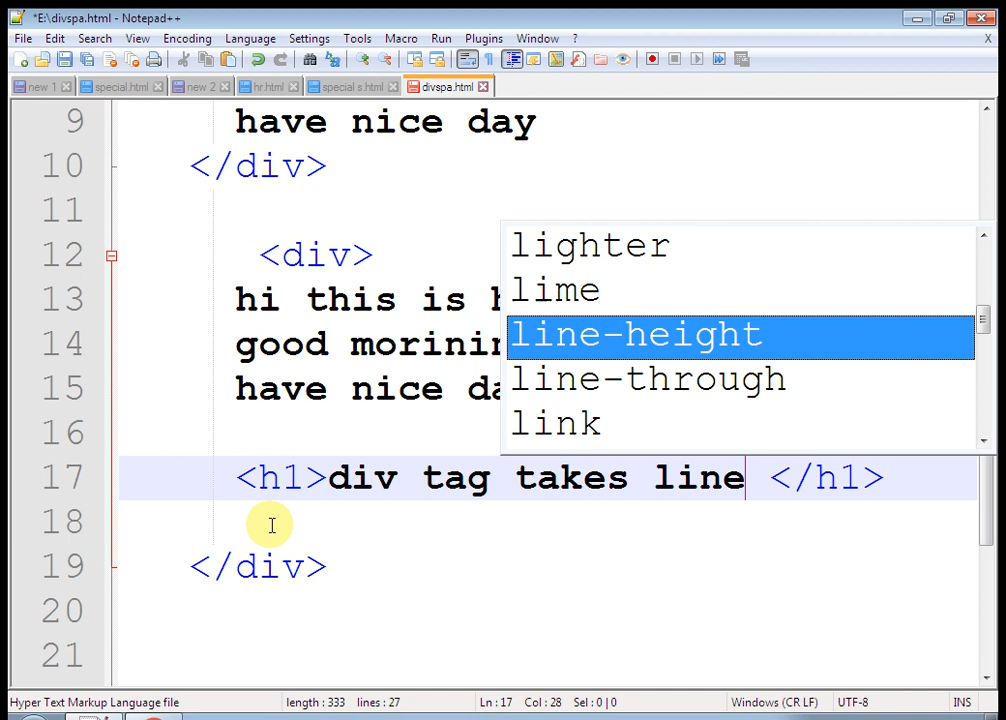 *E:\divspa.html - Notepad++
File Edit Search View Encoding Language Settings Tools Macro Run Plugins Window ?
X
new 1 special.html new 2 hr.html special s.html divspa.html
9 have nice day
10 </div>
11
12 <div>
13 hi this is h
14 good morinin
15 have nice da
16
17 <h1>div tag takes line </h1>
18
19 </div>
20
21
lighter
lime
line-height
line-through
link
Hyper Text Markup Language file length : 333 lines : 27 Ln : 17 Col : 28 Sel : 0 | 0 Windows (CR LF) UTF-8 INS